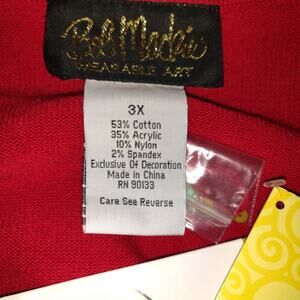 Bob Mackie
WEARABLE ART
3X
53% Cotton
35% Acrylic
10% Nylon
2% Spandex
Exclusive Of Decoration
Made in China
RN 90133
Care See Reverse